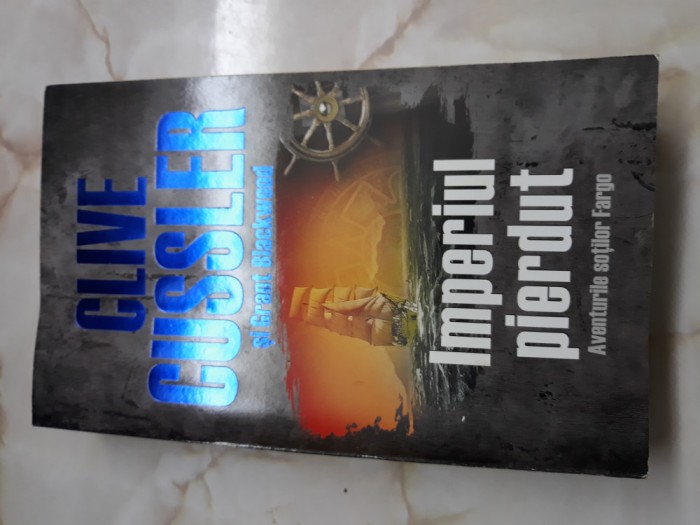 CLIVE
CUSSLER
și Grant Blackwood
Imperiul
pierdut
Aventurile soților Fargo